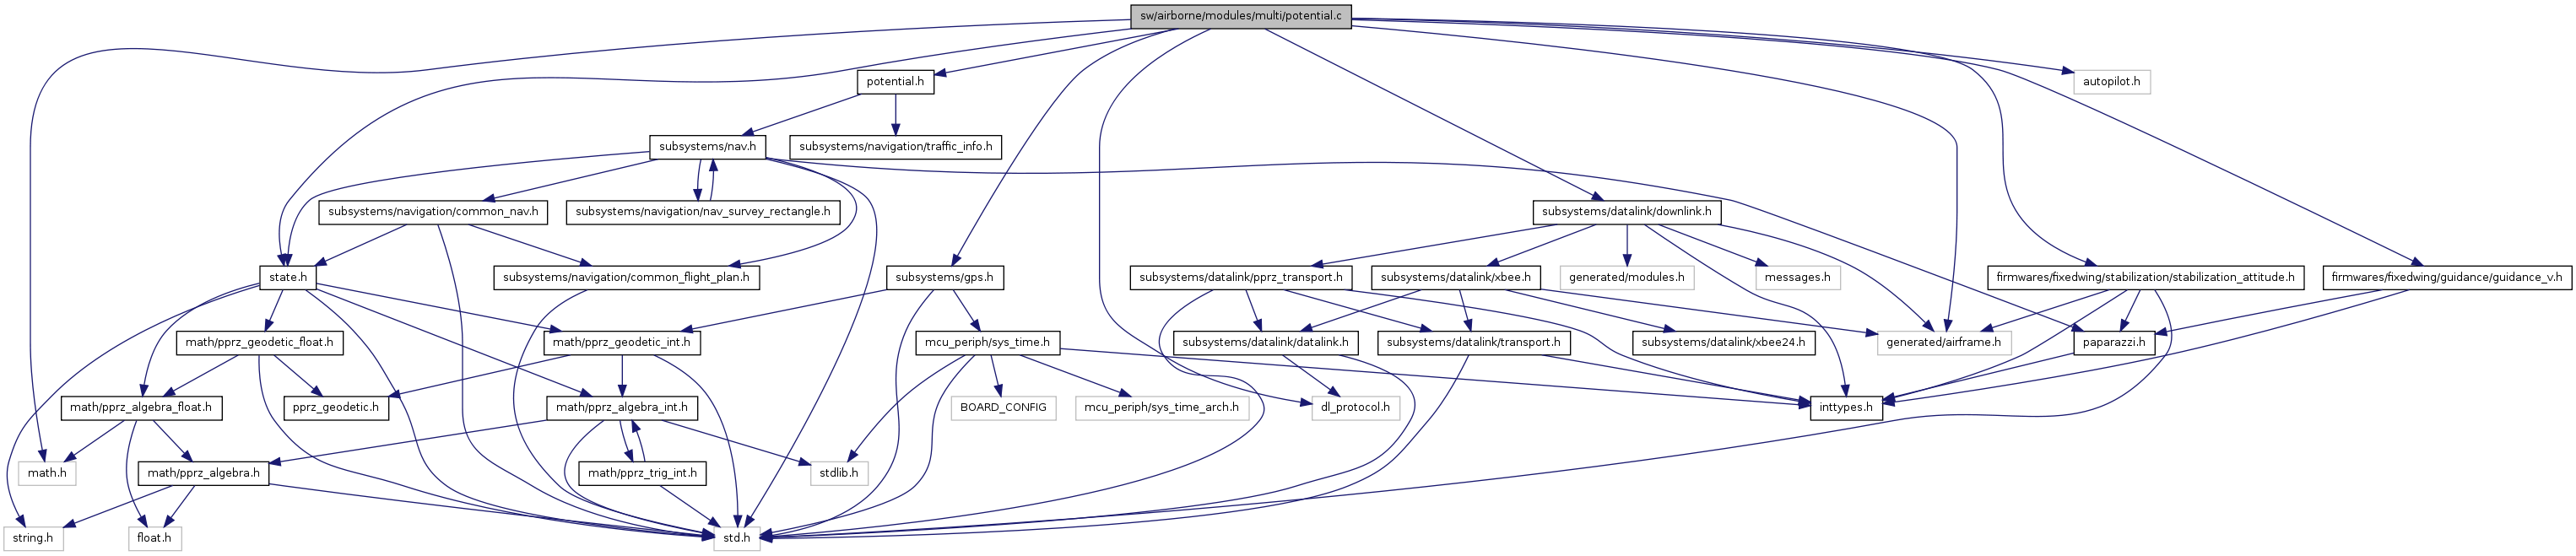 sw/airborne/modules/multi/potential.c
potential.h
autopilot.h
subsystems/nav.h
subsystems/navigation/traffic_info.h
subsystems/navigation/common_nav.h
subsystems/navigation/nav_survey_rectangle.h
subsystems/datalink/downlink.h
state.h
subsystems/navigation/common_flight_plan.h
subsystems/gps.h
subsystems/datalink/pprz_transport.h
subsystems/datalink/xbee.h
generated/modules.h
messages.h
firmwares/fixedwing/stabilization/stabilization_attitude.h
firmwares/fixedwing/guidance/guidance_v.h
math/pprz_geodetic_float.h
math/pprz_geodetic_int.h
mcu_periph/sys_time.h
subsystems/datalink/datalink.h
subsystems/datalink/transport.h
subsystems/datalink/xbee24.h
generated/airframe.h
paparazzi.h
math/pprz_algebra_float.h
pprz_geodetic.h
math/pprz_algebra_int.h
BOARD_CONFIG
mcu_periph/sys_time_arch.h
dl_protocol.h
inttypes.h
math.h
math/pprz_algebra.h
math/pprz_trig_int.h
stdlib.h
string.h
float.h
std.h